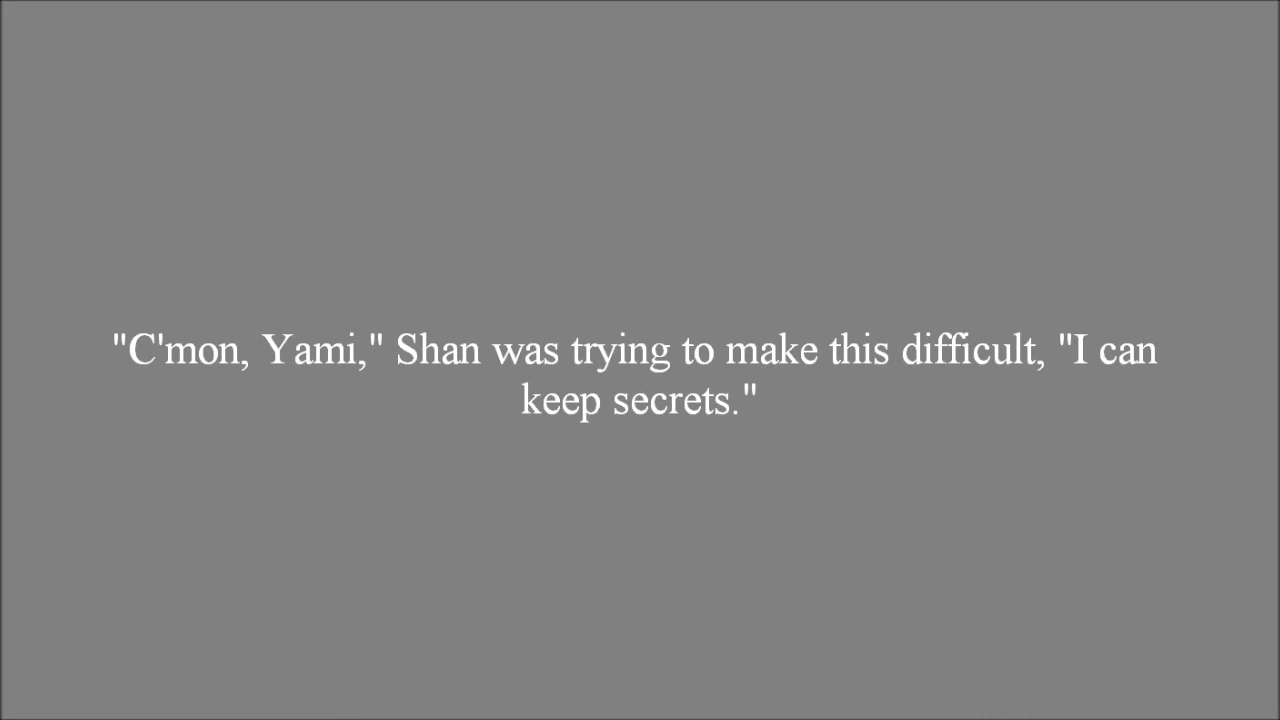 "C'mon, Yami," Shan was trying to make this difficult, "I can
keep secrets."